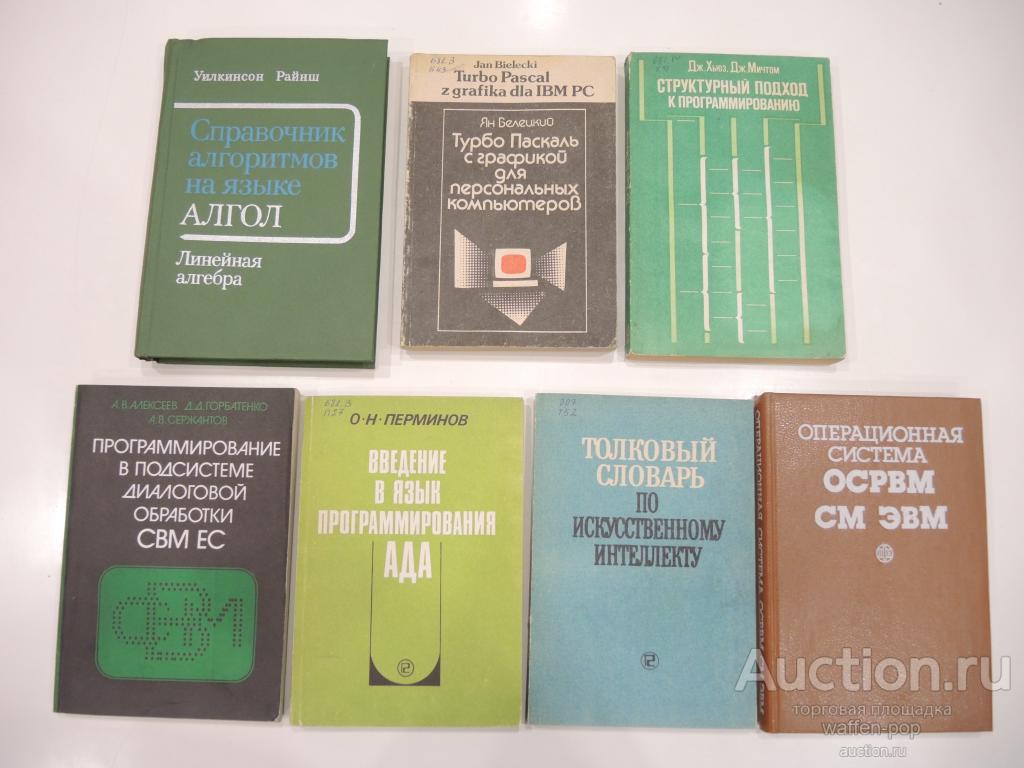 Уилкинсон Райнш
Справочник
алгоритмов
на языке
АЛГОЛ
Линейная
алгебра
Jan Bielecki
Turbo Pascal
z grafika dla IBM PC
Ян Белецкий
Турбо Паскаль
с графикой
для
персональных
компьютеров
Дж. Хьюз, Дж. Мичтом
СТРУКТУРНЫЙ ПОДХОД
К ПРОГРАММИРОВАНИЮ
А.В.АЛЕКСЕЕВ Д.Д.ГОРБАТЕНКО
А.В.СЕРЖАНТОВ
ПРОГРАММИРОВАНИЕ
В ПОДСИСТЕМЕ
ДИАЛОГОВОЙ
ОБРАБОТКИ
СВМ ЕС
СВМ
О·Н·ПЕРМИНОВ
ВВЕДЕНИЕ
В ЯЗЫК
ПРОГРАММИРОВАНИЯ
АДА
ТОЛКОВЫЙ
СЛОВАРЬ
ПО
ИСКУССТВЕННОМУ
ИНТЕЛЛЕКТУ
ОПЕРАЦИОННАЯ СИСТЕМА ОСРВМ
ОПЕРАЦИОННАЯ
СИСТЕМА
ОСРВМ
СМ ЭВМ
Auction.ru
торговая площадка
waffen-pop
auction.ru